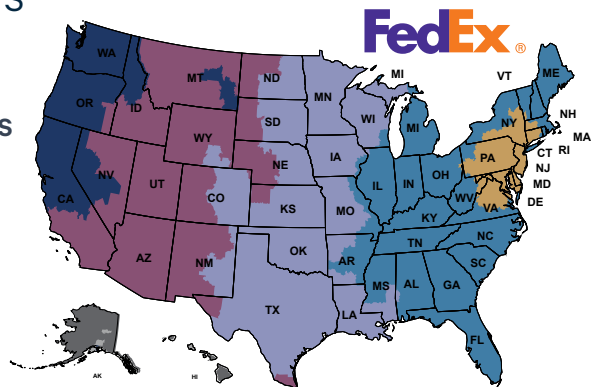 S
s
FedEx®
WA
OR
CA
ID
NV
MT
WY
UT
AZ
CO
NM
ND
SD
NE
KS
OK
TX
MN
IA
MO
AR
LA
WI
MI
MI
IL
IN
OH
KY
TN
MS
AL
GA
FL
SC
NC
WV
VA
PA
NY
VT
ME
NH
MA
CT
RI
NJ
MD
DE
AK
HI